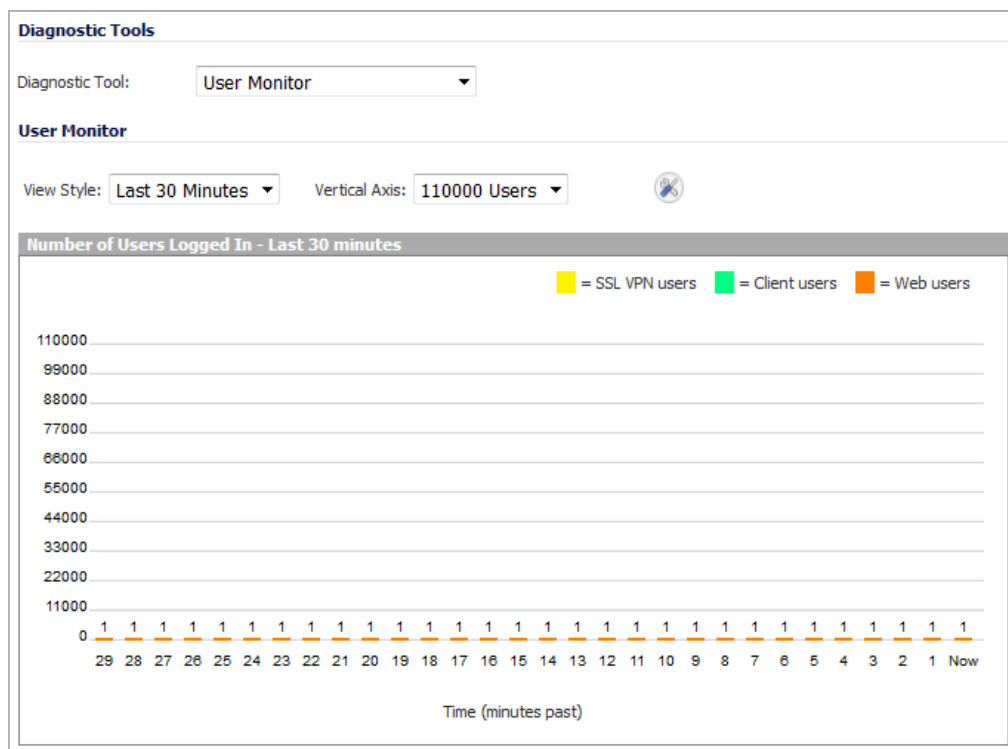 Diagnostic Tools
Diagnostic Tool: User Monitor
User Monitor
View Style: Last 30 Minutes Vertical Axis: 110000 Users
Number of Users Logged In - Last 30 minutes
= SSL VPN users = Client users = Web users
110000
99000
88000
77000
66000
55000
44000
33000
22000
11000
1 1 1 1 1 1 1 1 1 1 1 1 1 1 1 1 1 1 1 1 1 1 1 1 1 1 1 1 1 1
0
29 28 27 26 25 24 23 22 21 20 19 18 17 16 15 14 13 12 11 10 9 8 7 6 5 4 3 2 1 Now
Time (minutes past)